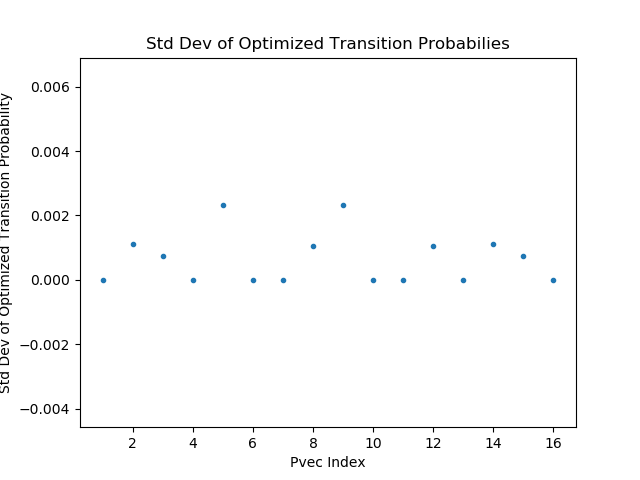 Std Dev of Optimized Transition Probabilies
Std Dev of Optimized Transition Probability
0.006
0.004
0.002
0.000
−0.002
−0.004
2 4 6 8 10 12 14 16
Pvec Index